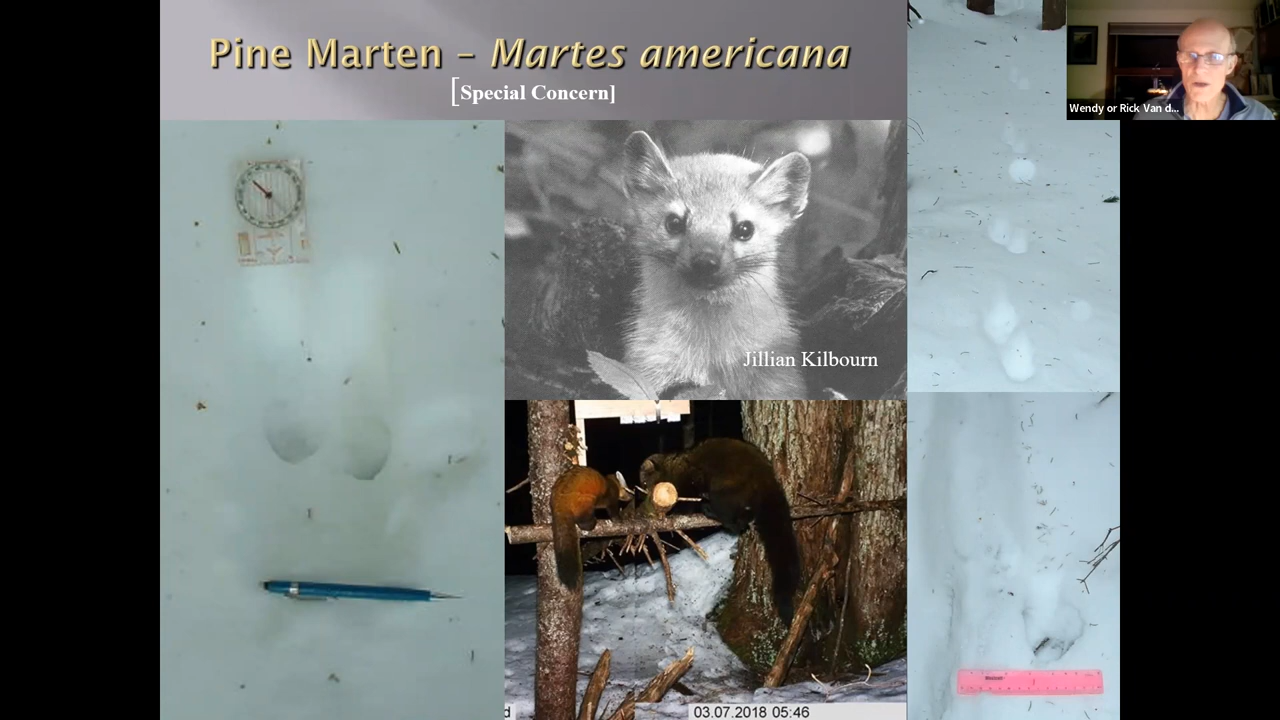 Pine Marten – Martes americana
[Special Concern]
Wendy or Rick Van d...
Jillian Kilbourn
d
03.07.2018 05:46